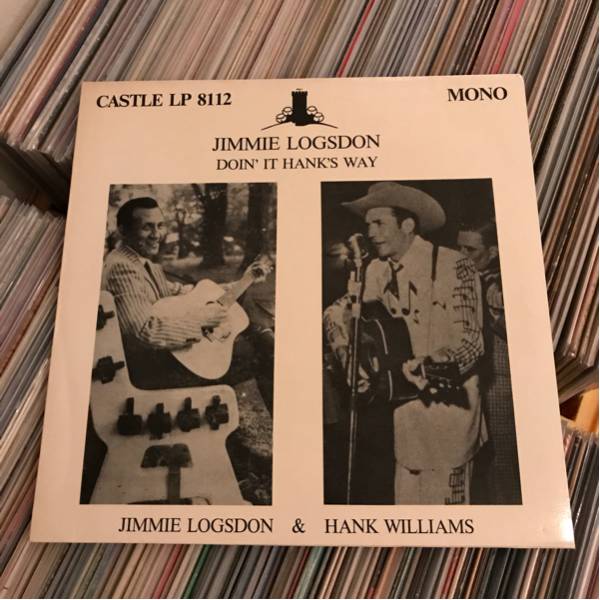 CASTLE LP 8112
MONO
JIMMIE LOGSDON
DOIN' IT HANK'S WAY
JIMMIE LOGSDON & HANK WILLIAMS